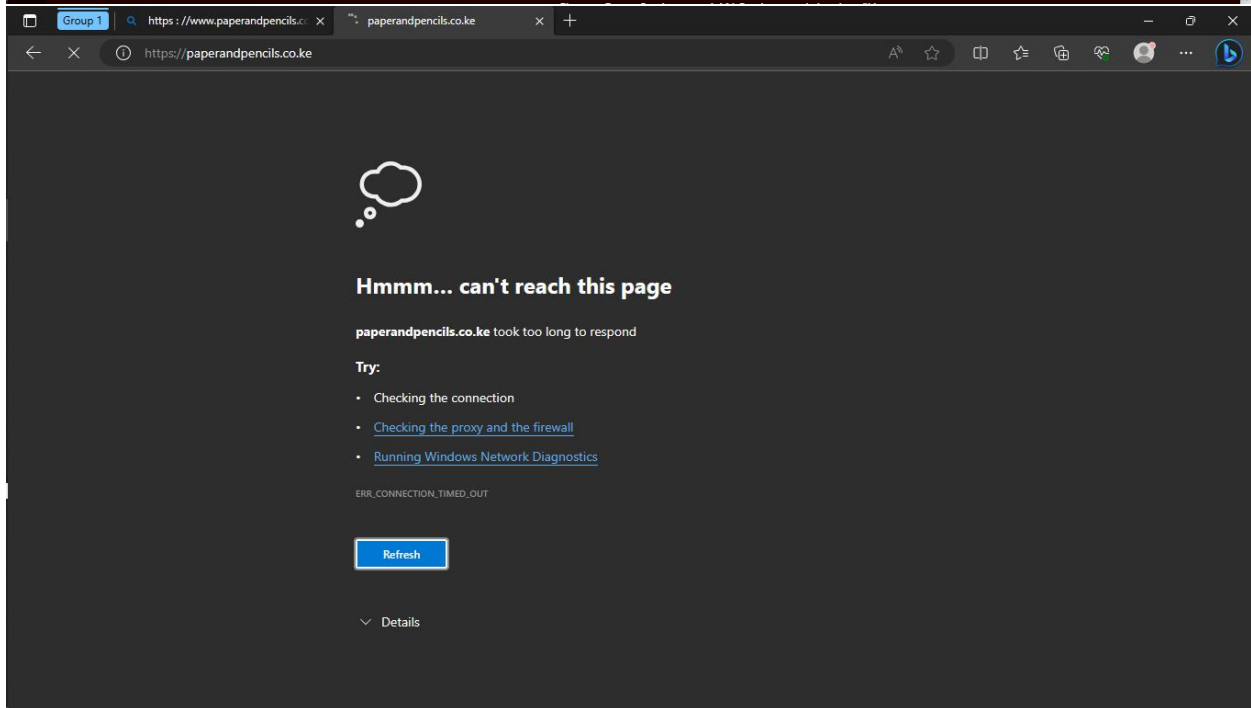 Group 1
https : //www.paperandpencils.cc
paperandpencils.co.ke
https://paperandpencils.co.ke
Hmmm... can't reach this page
paperandpencils.co.ke took too long to respond
Try:
• Checking the connection
• Checking the proxy and the firewall
• Running Windows Network Diagnostics
ERR_CONNECTION_TIMED_OUT
Refresh
Details